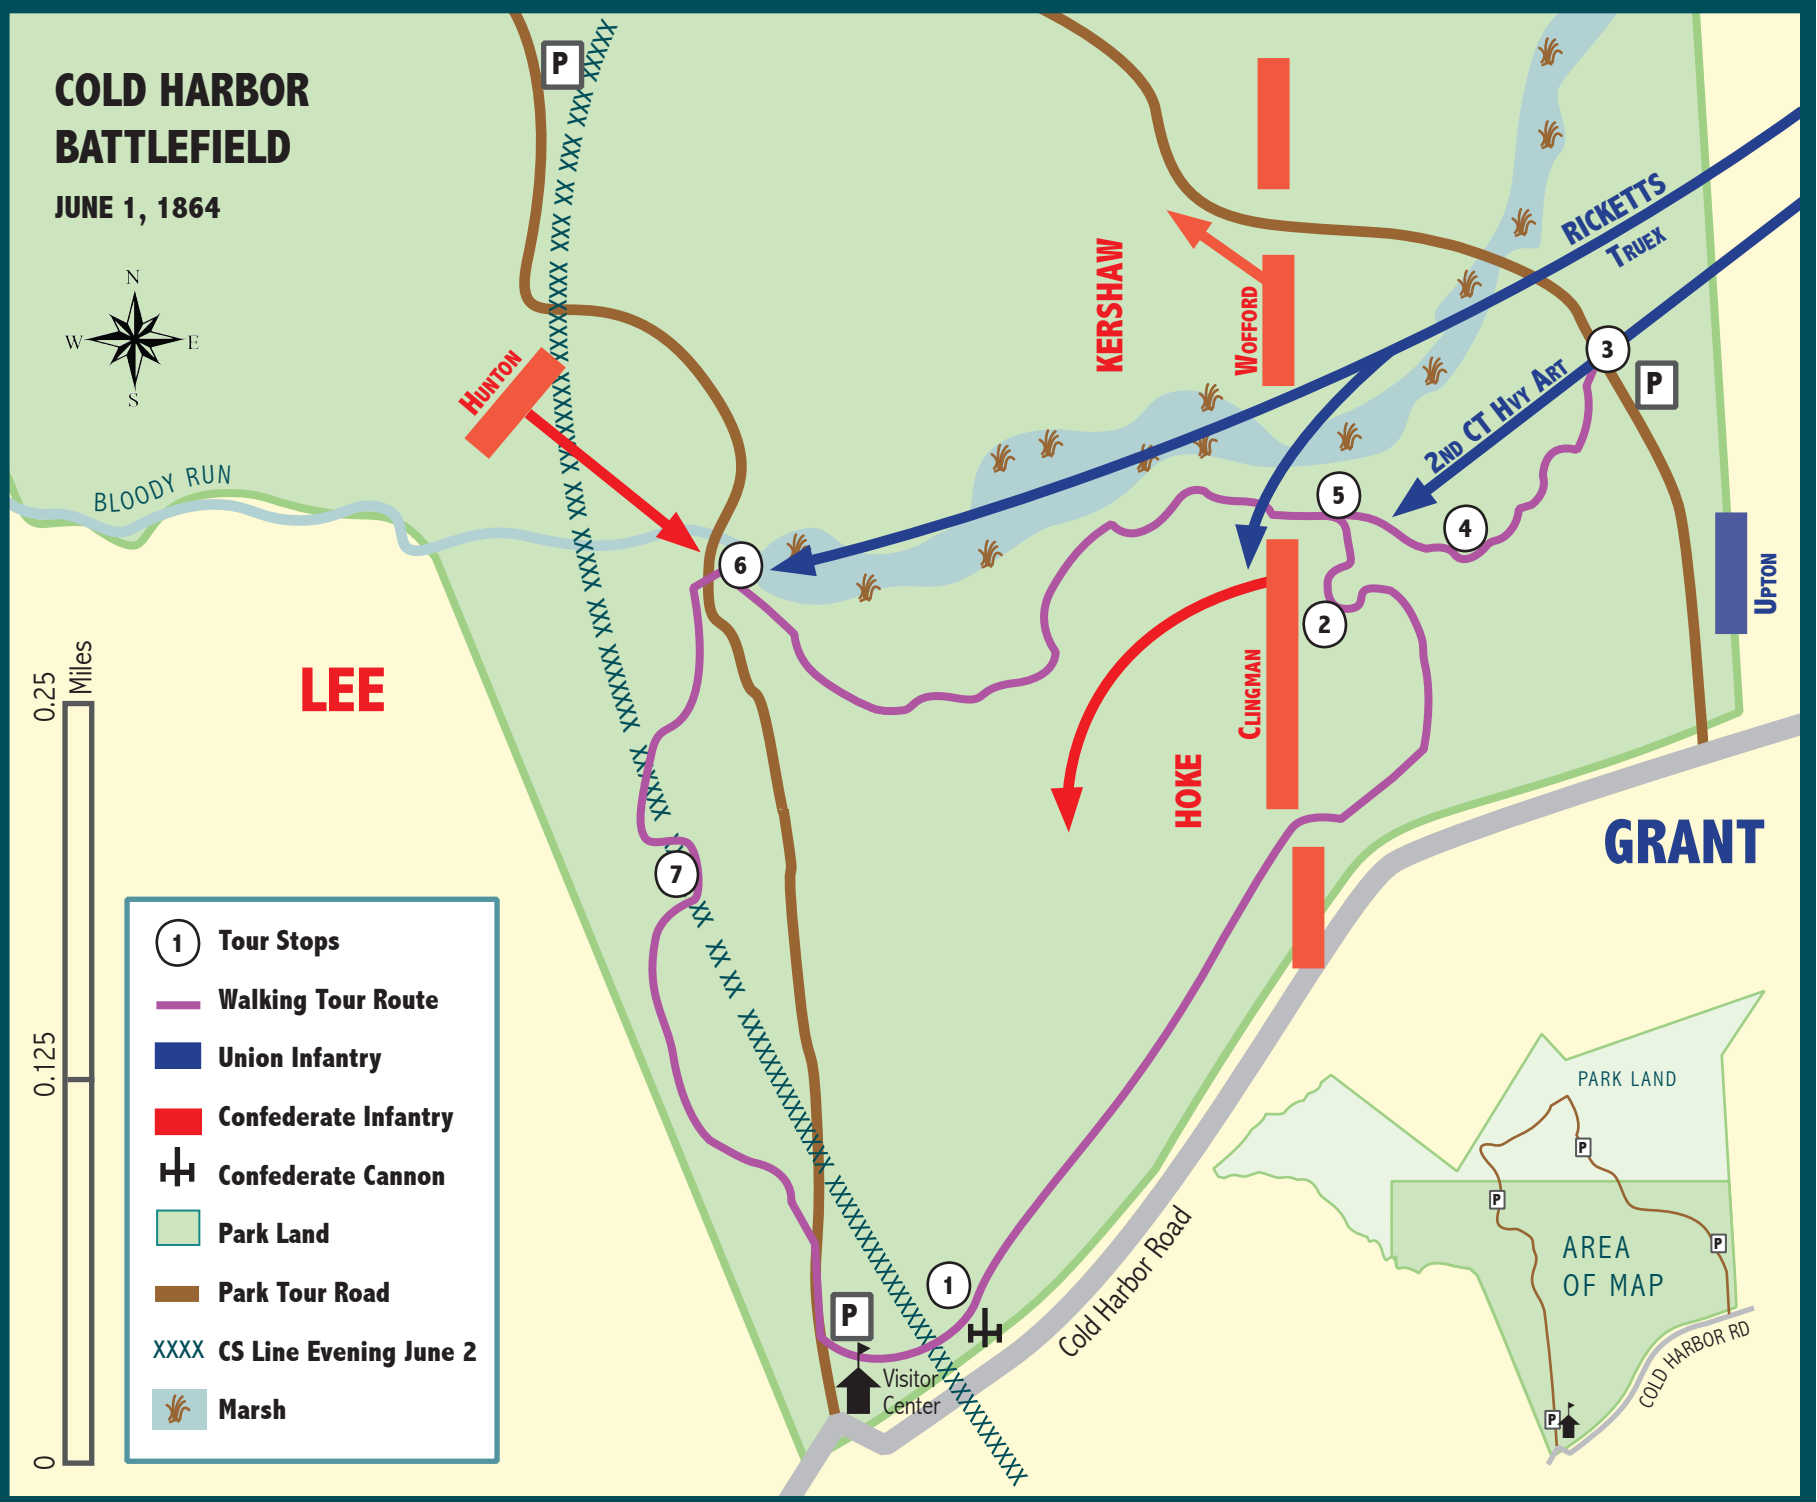 COLD HARBOR
BATTLEFIELD
JUNE 1, 1864
N
W
E
S
P
HUNTON
BLOODY RUN
KERSHAW
WOFFORD
RICKETTS
TRUEX
2ND CT HVY ART
3
P
5
4
6
2
UPTON
LEE
CLINGMAN
HOKE
GRANT
7
Miles
0.25
0.125
0
1 Tour Stops
Walking Tour Route
Union Infantry
Confederate Infantry
Confederate Cannon
Park Land
Park Tour Road
XXXX CS Line Evening June 2
Marsh
1
P
Visitor
Center
Cold Harbor Road
PARK LAND
P
P
P
AREA
OF MAP
COLD HARBOR RD
P